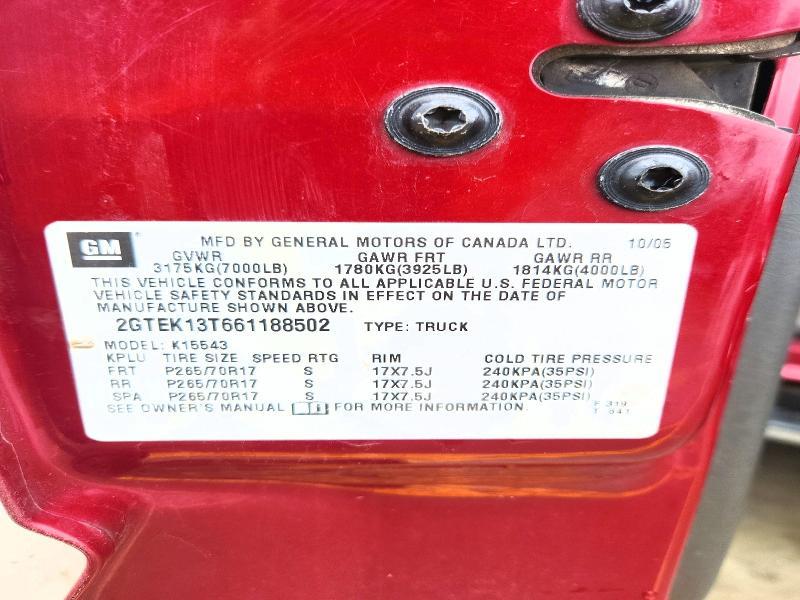 GM
MFD BY GENERAL MOTORS OF CANADA LTD. 10/05
GVWR GAWR FRT GAWR RR
3175KG(7000LB) 1780KG(3925LB) 1814KG(4000LB)
THIS VEHICLE CONFORMS TO ALL APPLICABLE U.S. FEDERAL MOTOR
VEHICLE SAFETY STANDARDS IN EFFECT ON THE DATE OF
MANUFACTURE SHOWN ABOVE.
2GTEK13T661188502 TYPE: TRUCK
MODEL: K15543
KPLU TIRE SIZE SPEED RTG RIM COLD TIRE PRESSURE
FRT P265/70R17 S 17X7.5J 240KPA(35PSI)
RR P265/70R17 S 17X7.5J 240KPA(35PSI)
SPA P265/70R17 S 17X7.5J 240KPA(35PSI)
SEE OWNER'S MANUAL FOR MORE INFORMATION.
F 319
T 041